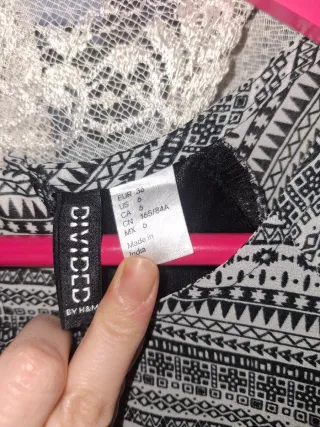 DIVIDED
BY H&M
EUR 36
US 6
CA 6
CN 165/84A
MX 6
Made in
India